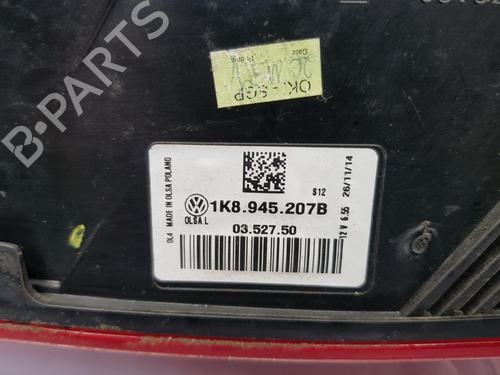 OK
Data
S12
1K8.945.207B
OLSA L
03.527.50
OL4 MADE IN OLSA POLAND
12 V 6.55 26/11/14
B-PARTS